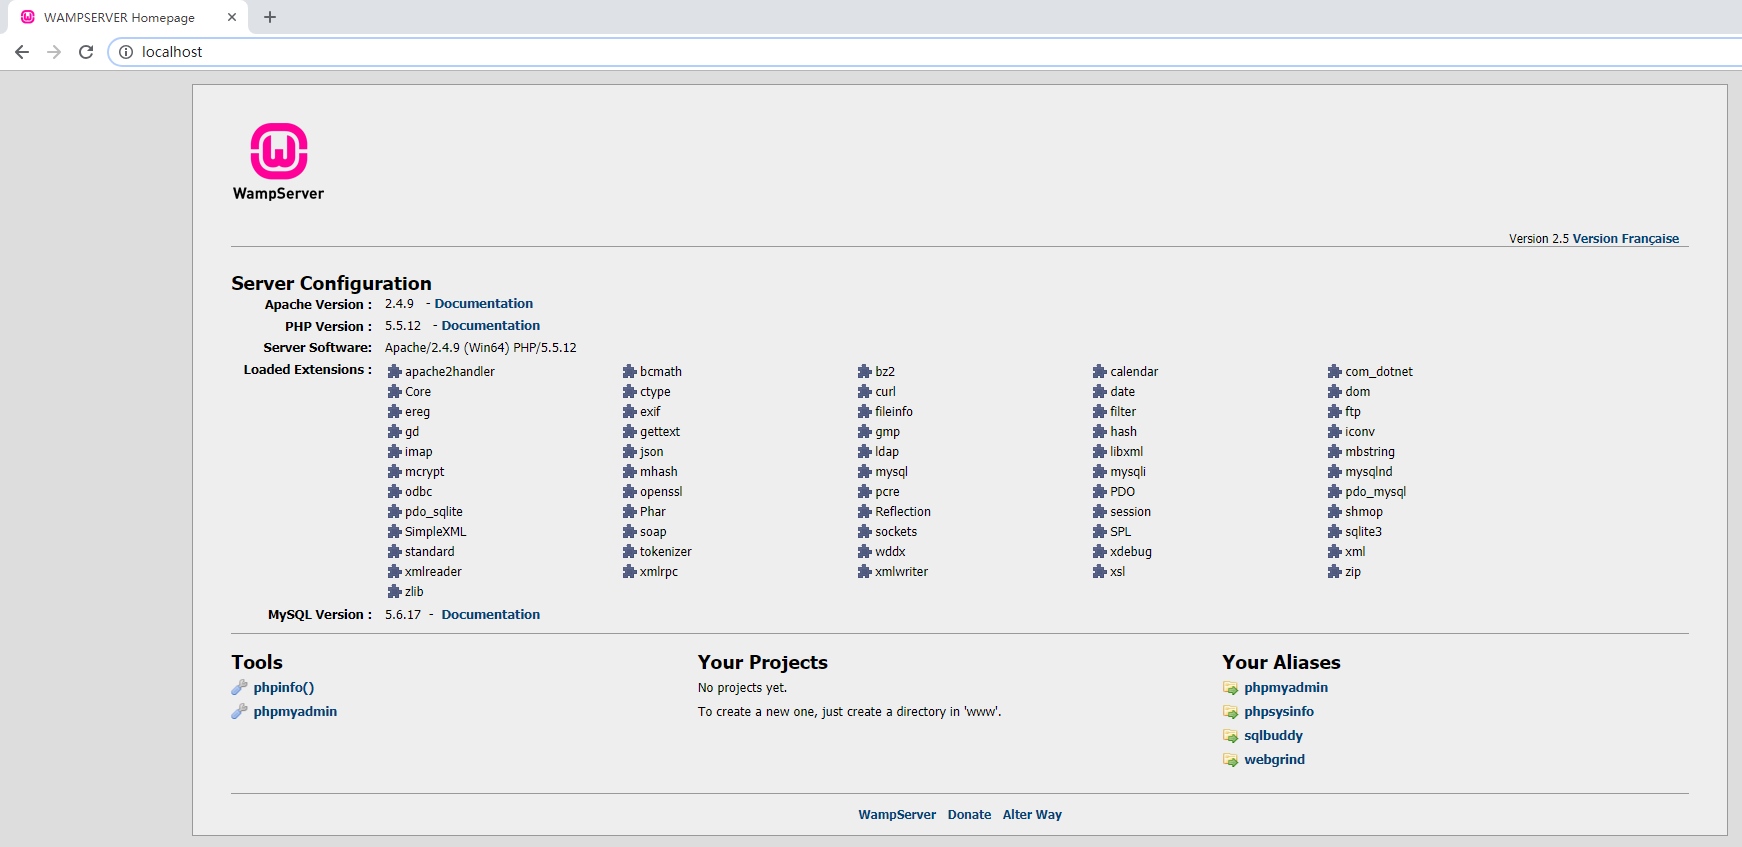 WAMPSERVER Homepage
localhost
WampServer
Version 2.5 Version Française
Server Configuration
Apache Version : 2.4.9 - Documentation
PHP Version : 5.5.12 - Documentation
Server Software: Apache/2.4.9 (Win64) PHP/5.5.12
Loaded Extensions : apache2handler bcmath bz2 calendar com_dotnet
Core ctype curl date dom
ereg exif fileinfo filter ftp
gd gettext gmp hash iconv
imap json ldap libxml mbstring
mcrypt mhash mysql mysqli mysqlnd
odbc openssl pcre PDO pdo_mysql
pdo_sqlite Phar Reflection session shmop
SimpleXML soap sockets SPL sqlite3
standard tokenizer wddx xdebug xml
xmlreader xmlrpc xmlwriter xsl zip
zlib
MySQL Version : 5.6.17 - Documentation
Tools
phpinfo()
phpmyadmin
Your Projects
No projects yet.
To create a new one, just create a directory in 'www'.
Your Aliases
phpmyadmin
phpsysinfo
sqlbuddy
webgrind
WampServer Donate Alter Way